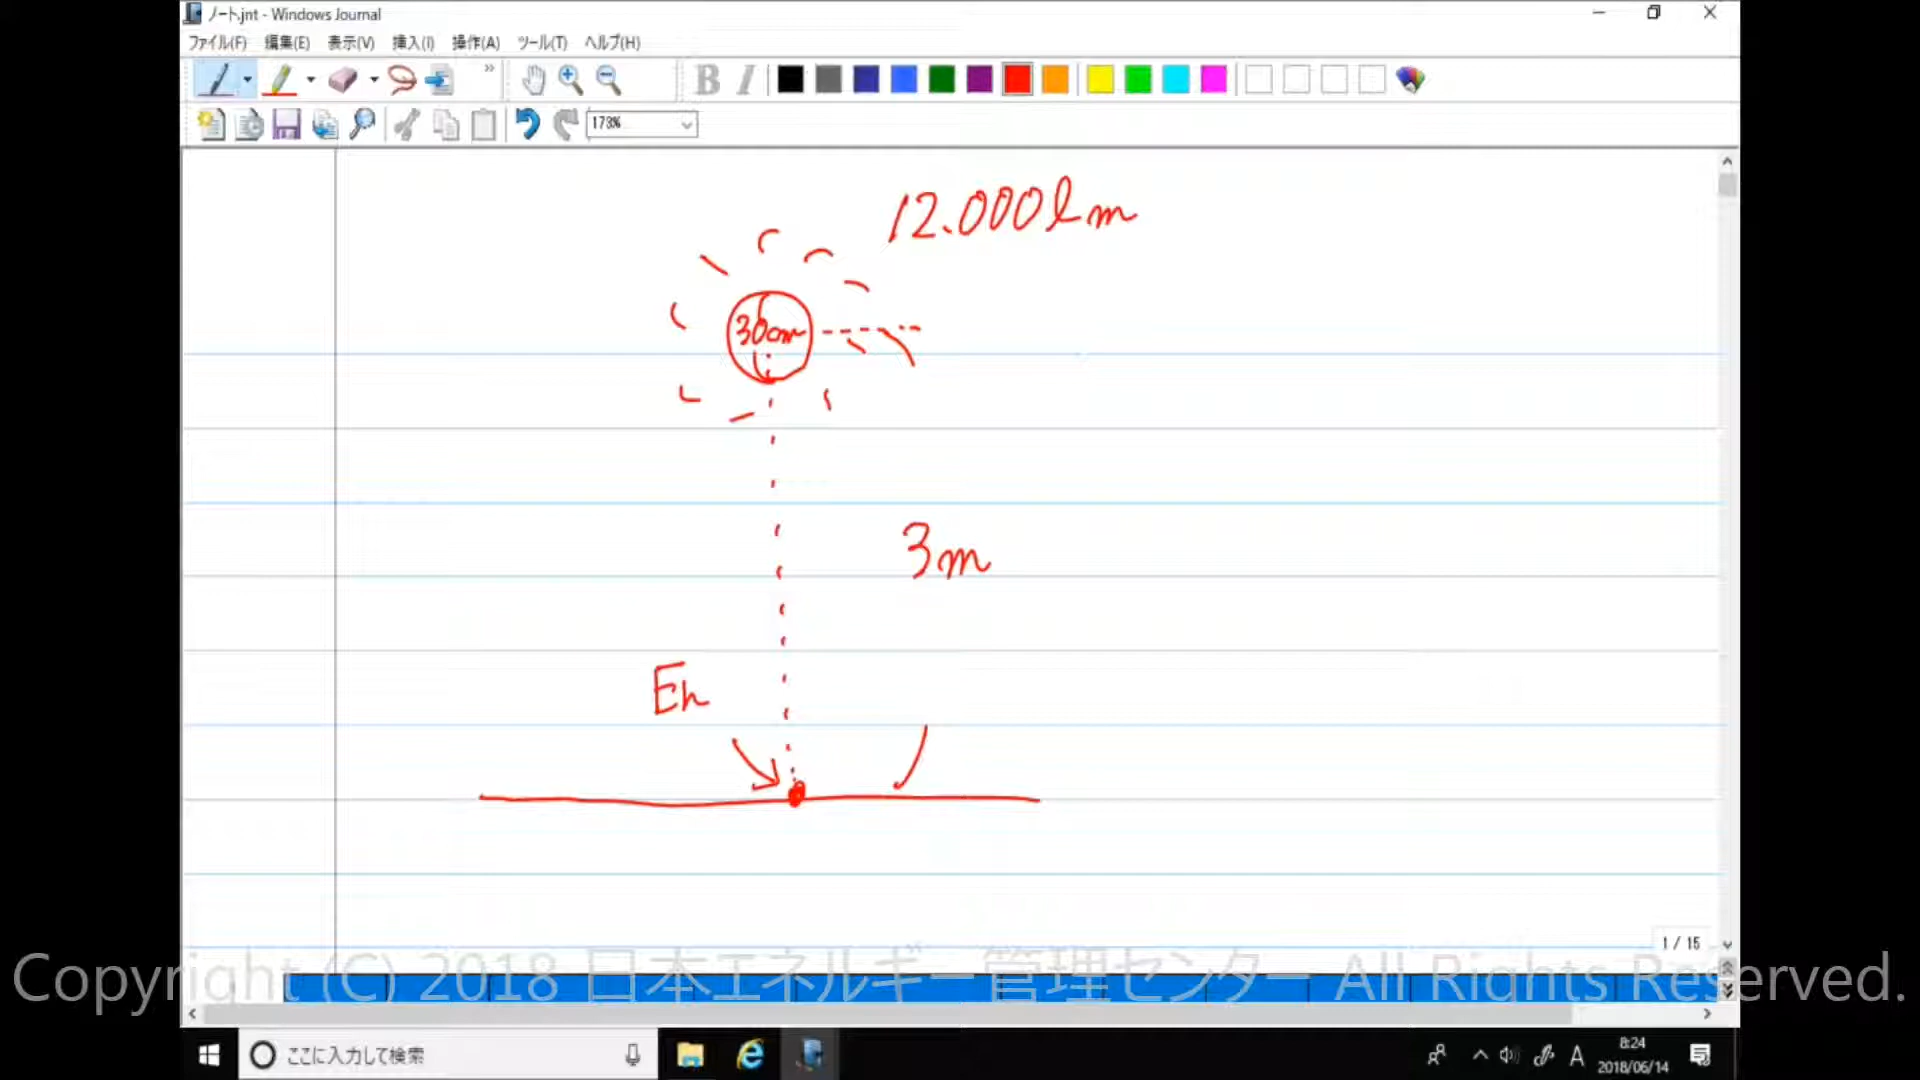 ノート.jnt - Windows Journal
ファイル(F) 編集(E) 表示(V) 挿入(I) 操作(A) ツール(T) ヘルプ(H)
B I
173%
12.000lm
30cm
3m
Eh
1 / 15
Copyright (C) 2018 日本エネルギー管理センター All Rights Reserved.
ここに入力して検索
A
8:24
2018/06/14